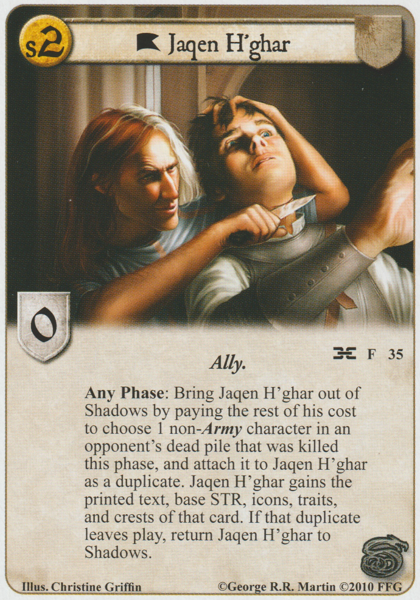 s2 Jaqen H'ghar
0
Ally.
F 35
Any Phase: Bring Jaqen H'ghar out of
Shadows by paying the rest of his cost
to choose 1 non-Army character in an
opponent's dead pile that was killed
this phase, and attach it to Jaqen H'ghar
as a duplicate. Jaqen H'ghar gains the
printed text, base STR, icons, traits,
and crests of that card. If that duplicate
leaves play, return Jaqen H'ghar to
Shadows.
Illus. Christine Griffin ©George R.R. Martin ©2010 FFG